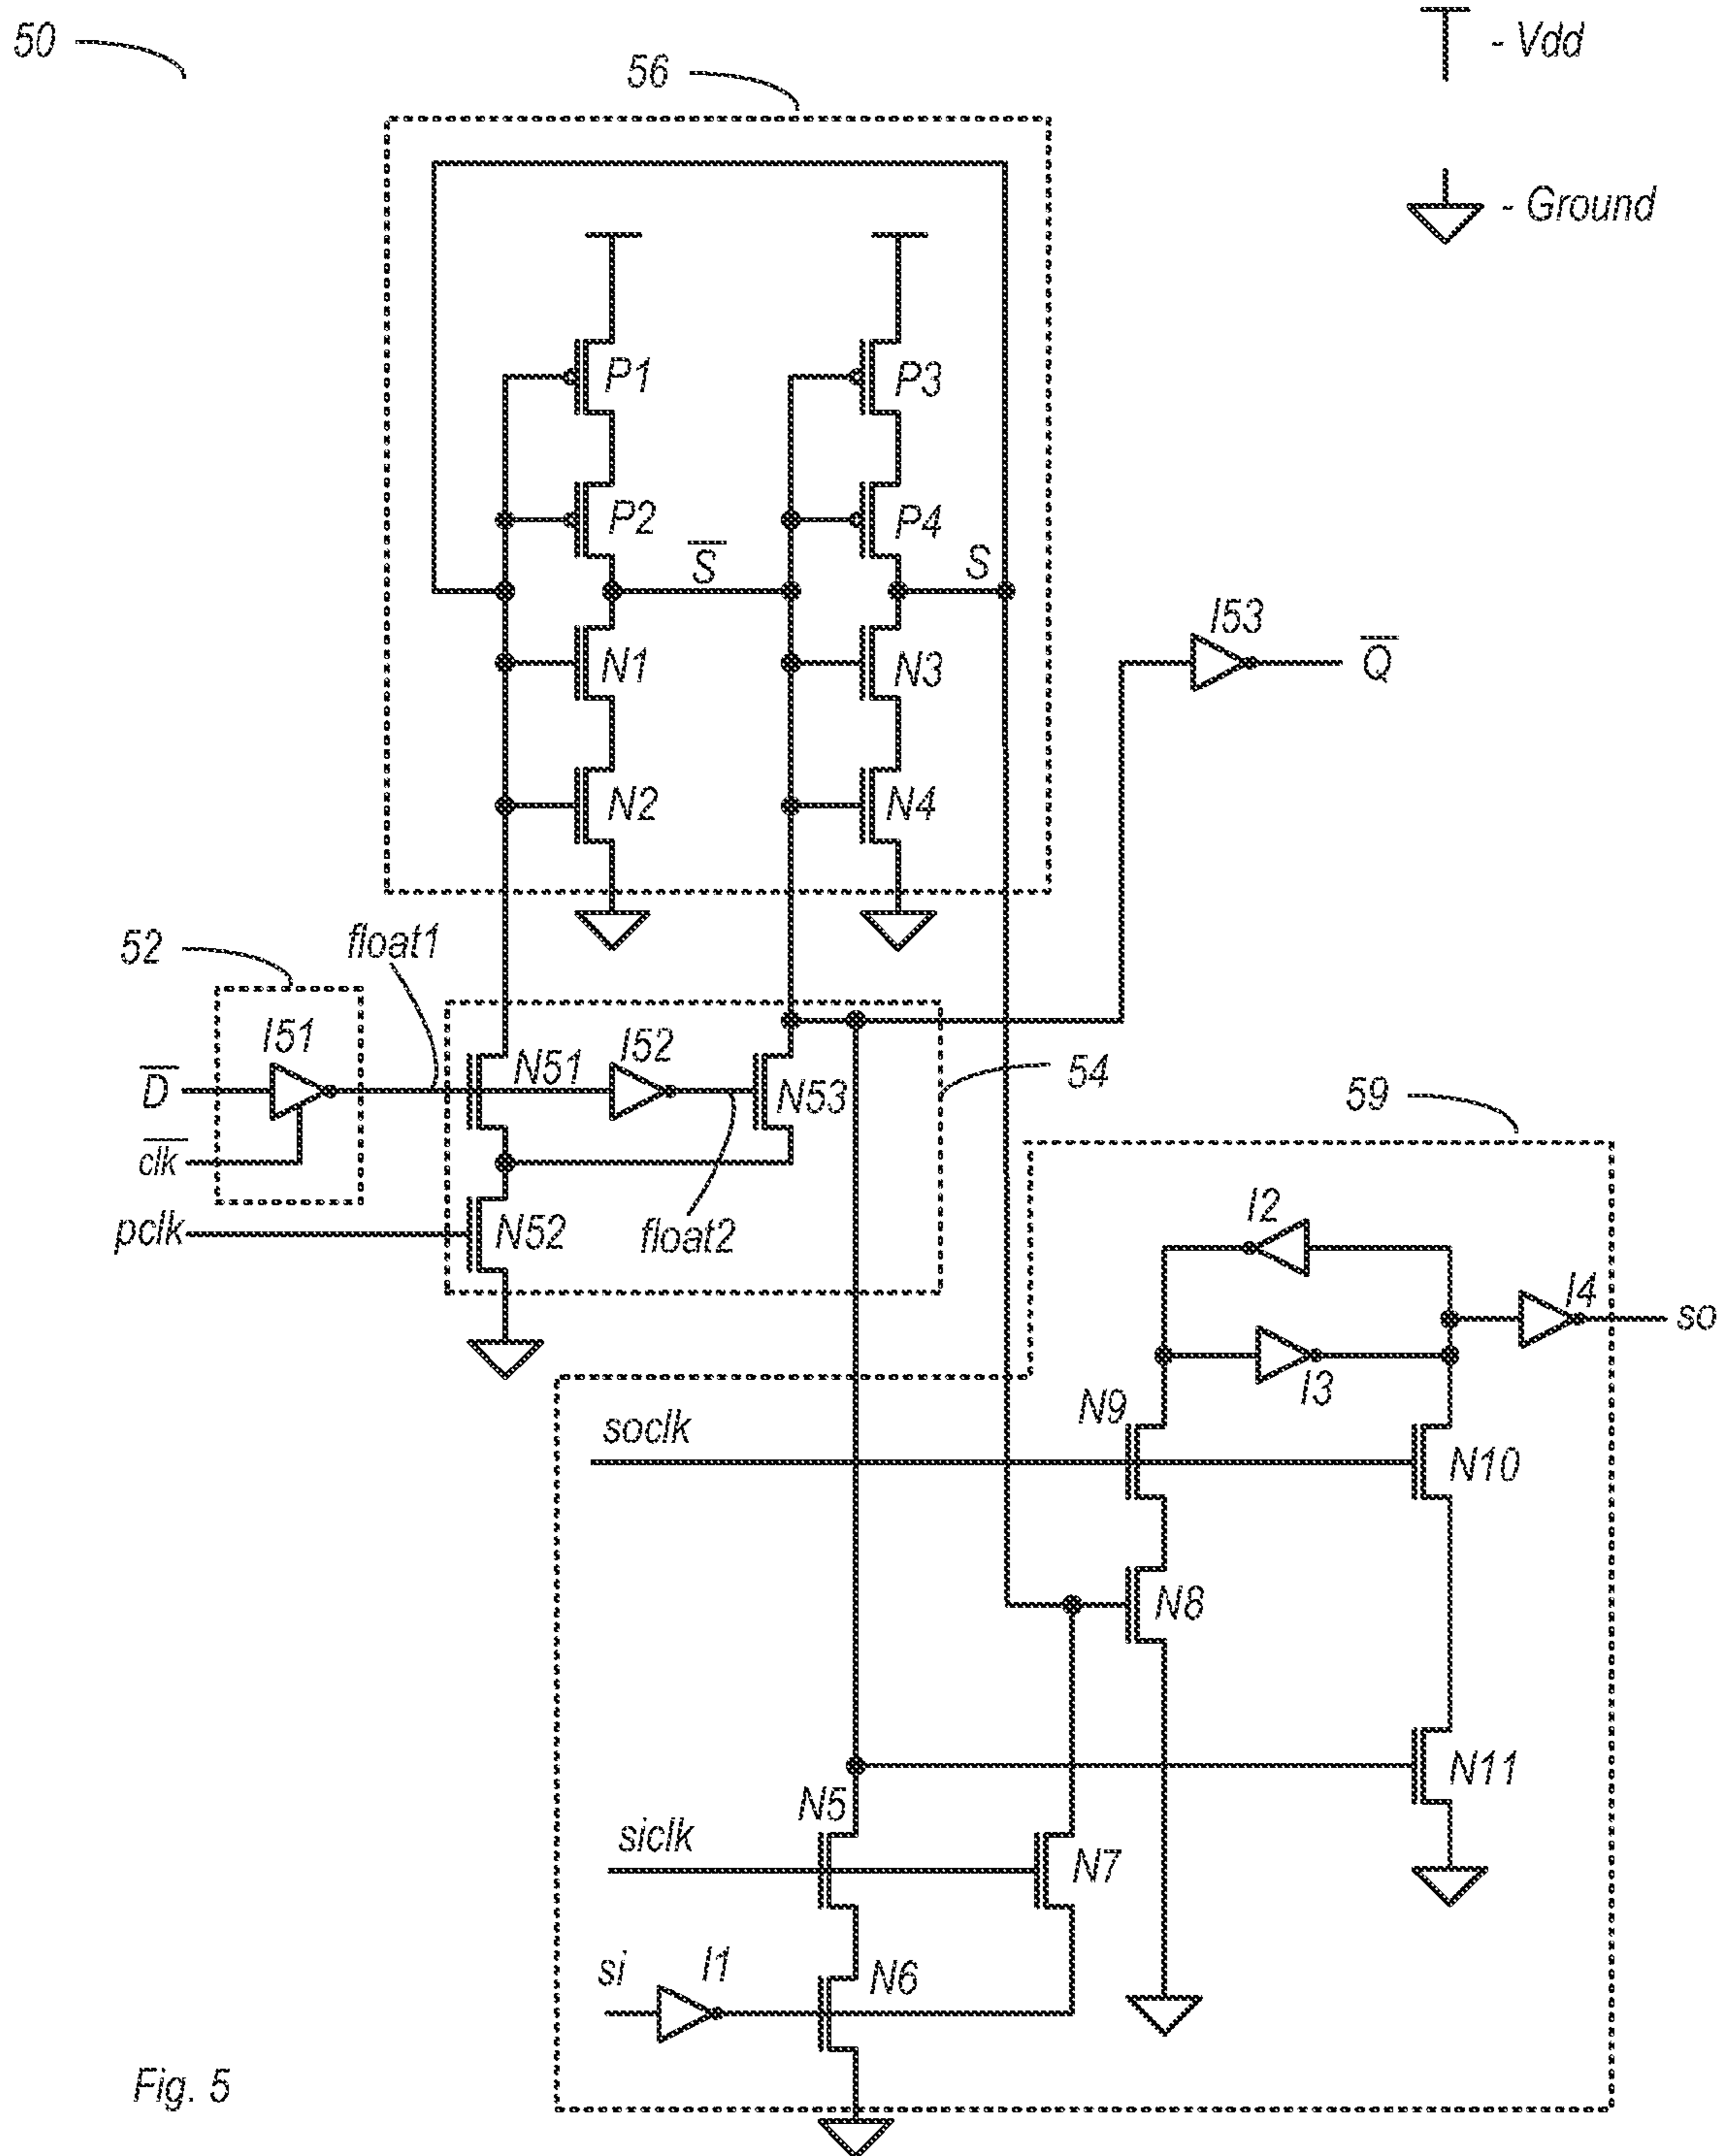 50
- Vdd
56
- Ground
P1
P3
P2
P4
S̅
S
N1
N3
I53
Q̅
N2
N4
52
float1
I51
N51
I52
N53
54
D̅
59
c̅l̅k̅
pclk
N52
float2
I2
I4
so
I3
N9
soclk
N10
N8
N5
N11
siclk
N7
si
I1
N6
Fig. 5